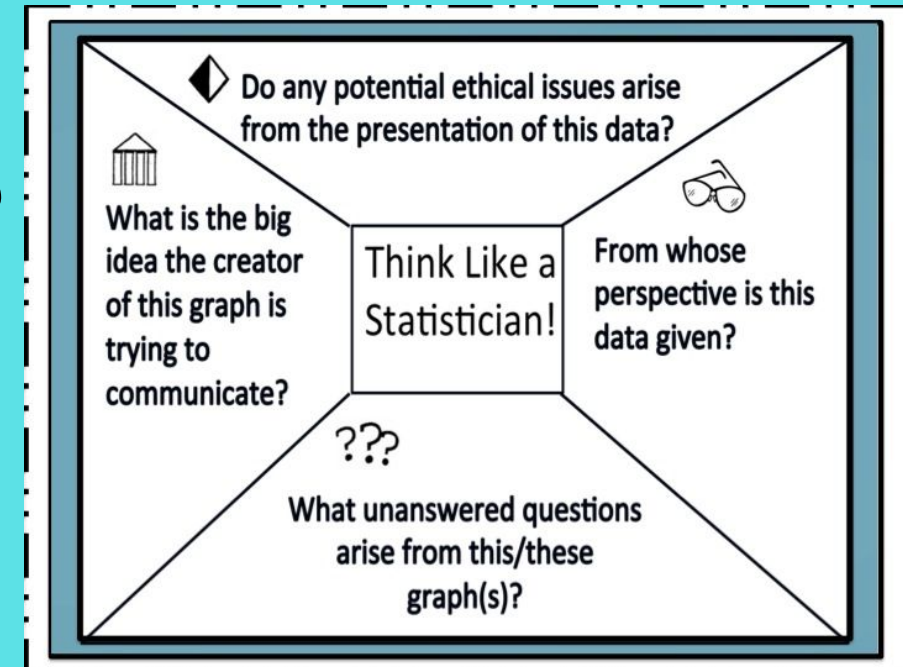 Do any potential ethical issues arise
from the presentation of this data?
What is the big
idea the creator
of this graph is
trying to
communicate?
Think Like a
Statistician!
From whose
perspective is this
data given?
???
What unanswered questions
arise from this/these
graph(s)?